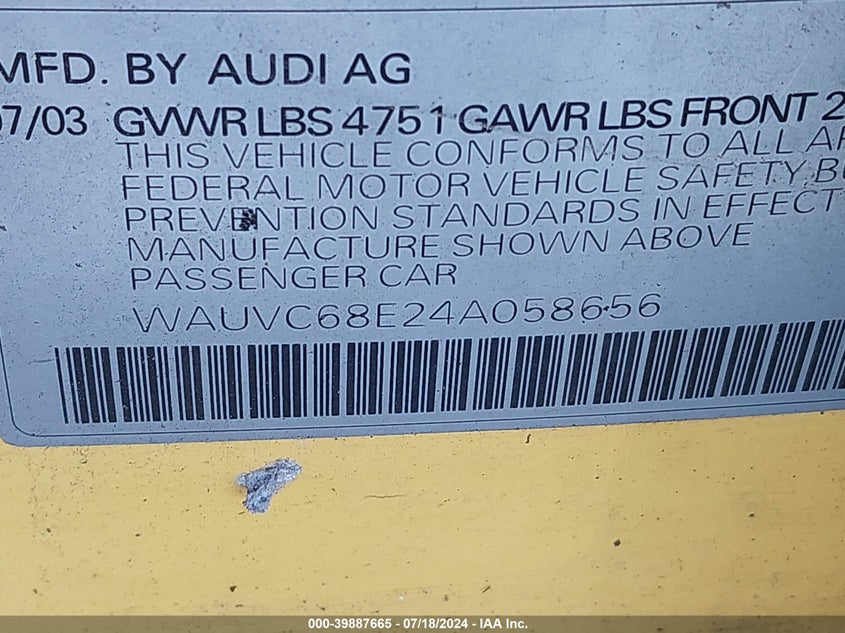 MFD. BY AUDI AG
07/03 GVWR LBS 4751 GAWR LBS FRONT 2
THIS VEHICLE CONFORMS TO ALL AP
FEDERAL MOTOR VEHICLE SAFETY BU
PREVENTION STANDARDS IN EFFECT
MANUFACTURE SHOWN ABOVE
PASSENGER CAR
WAUVC68E24A058656
000-39887665 - 07/18/2024 - IAA Inc.